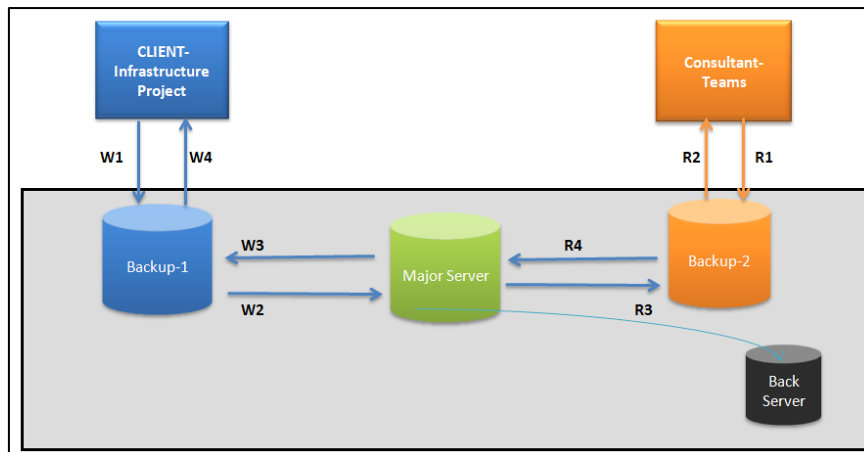 CLIENT-
Infrastructure
Project
Consultant-
Teams
W1
W4
R2
R1
Backup-1
W3
W2
Major Server
R4
R3
Backup-2
Back
Server